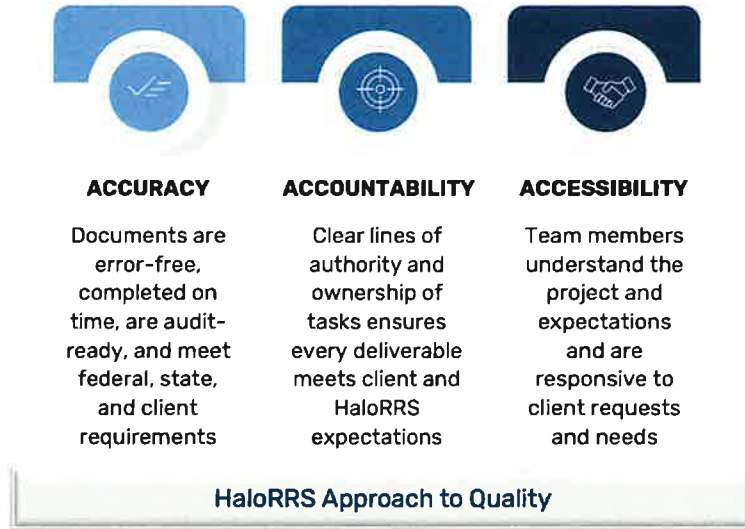 ACCURACY
Documents are
error-free,
completed on
time, are audit-
ready, and meet
federal, state,
and client
requirements
ACCOUNTABILITY
Clear lines of
authority and
ownership of
tasks ensures
every deliverable
meets client and
HaloRRS
expectations
ACCESSIBILITY
Team members
understand the
project and
expectations
and are
responsive to
client requests
and needs
HaloRRS Approach to Quality